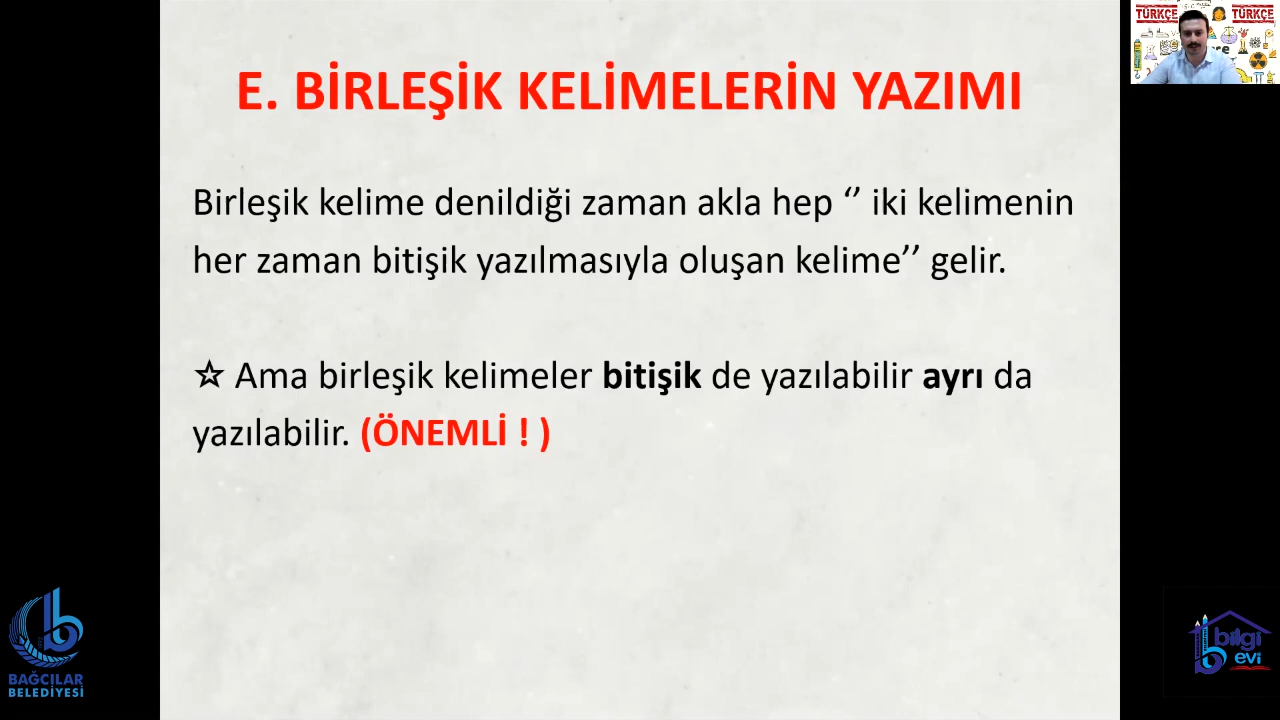 E. BİRLEŞİK KELİMELERİN YAZIMI
Birleşik kelime denildiği zaman akla hep ‘’ iki kelimenin
her zaman bitişik yazılmasıyla oluşan kelime’’ gelir.
☆ Ama birleşik kelimeler bitişik de yazılabilir ayrı da
yazılabilir. (ÖNEMLİ ! )
TÜRKÇE
TÜRKÇE
BAĞCILAR
BELEDİYESİ
bilgi
evi